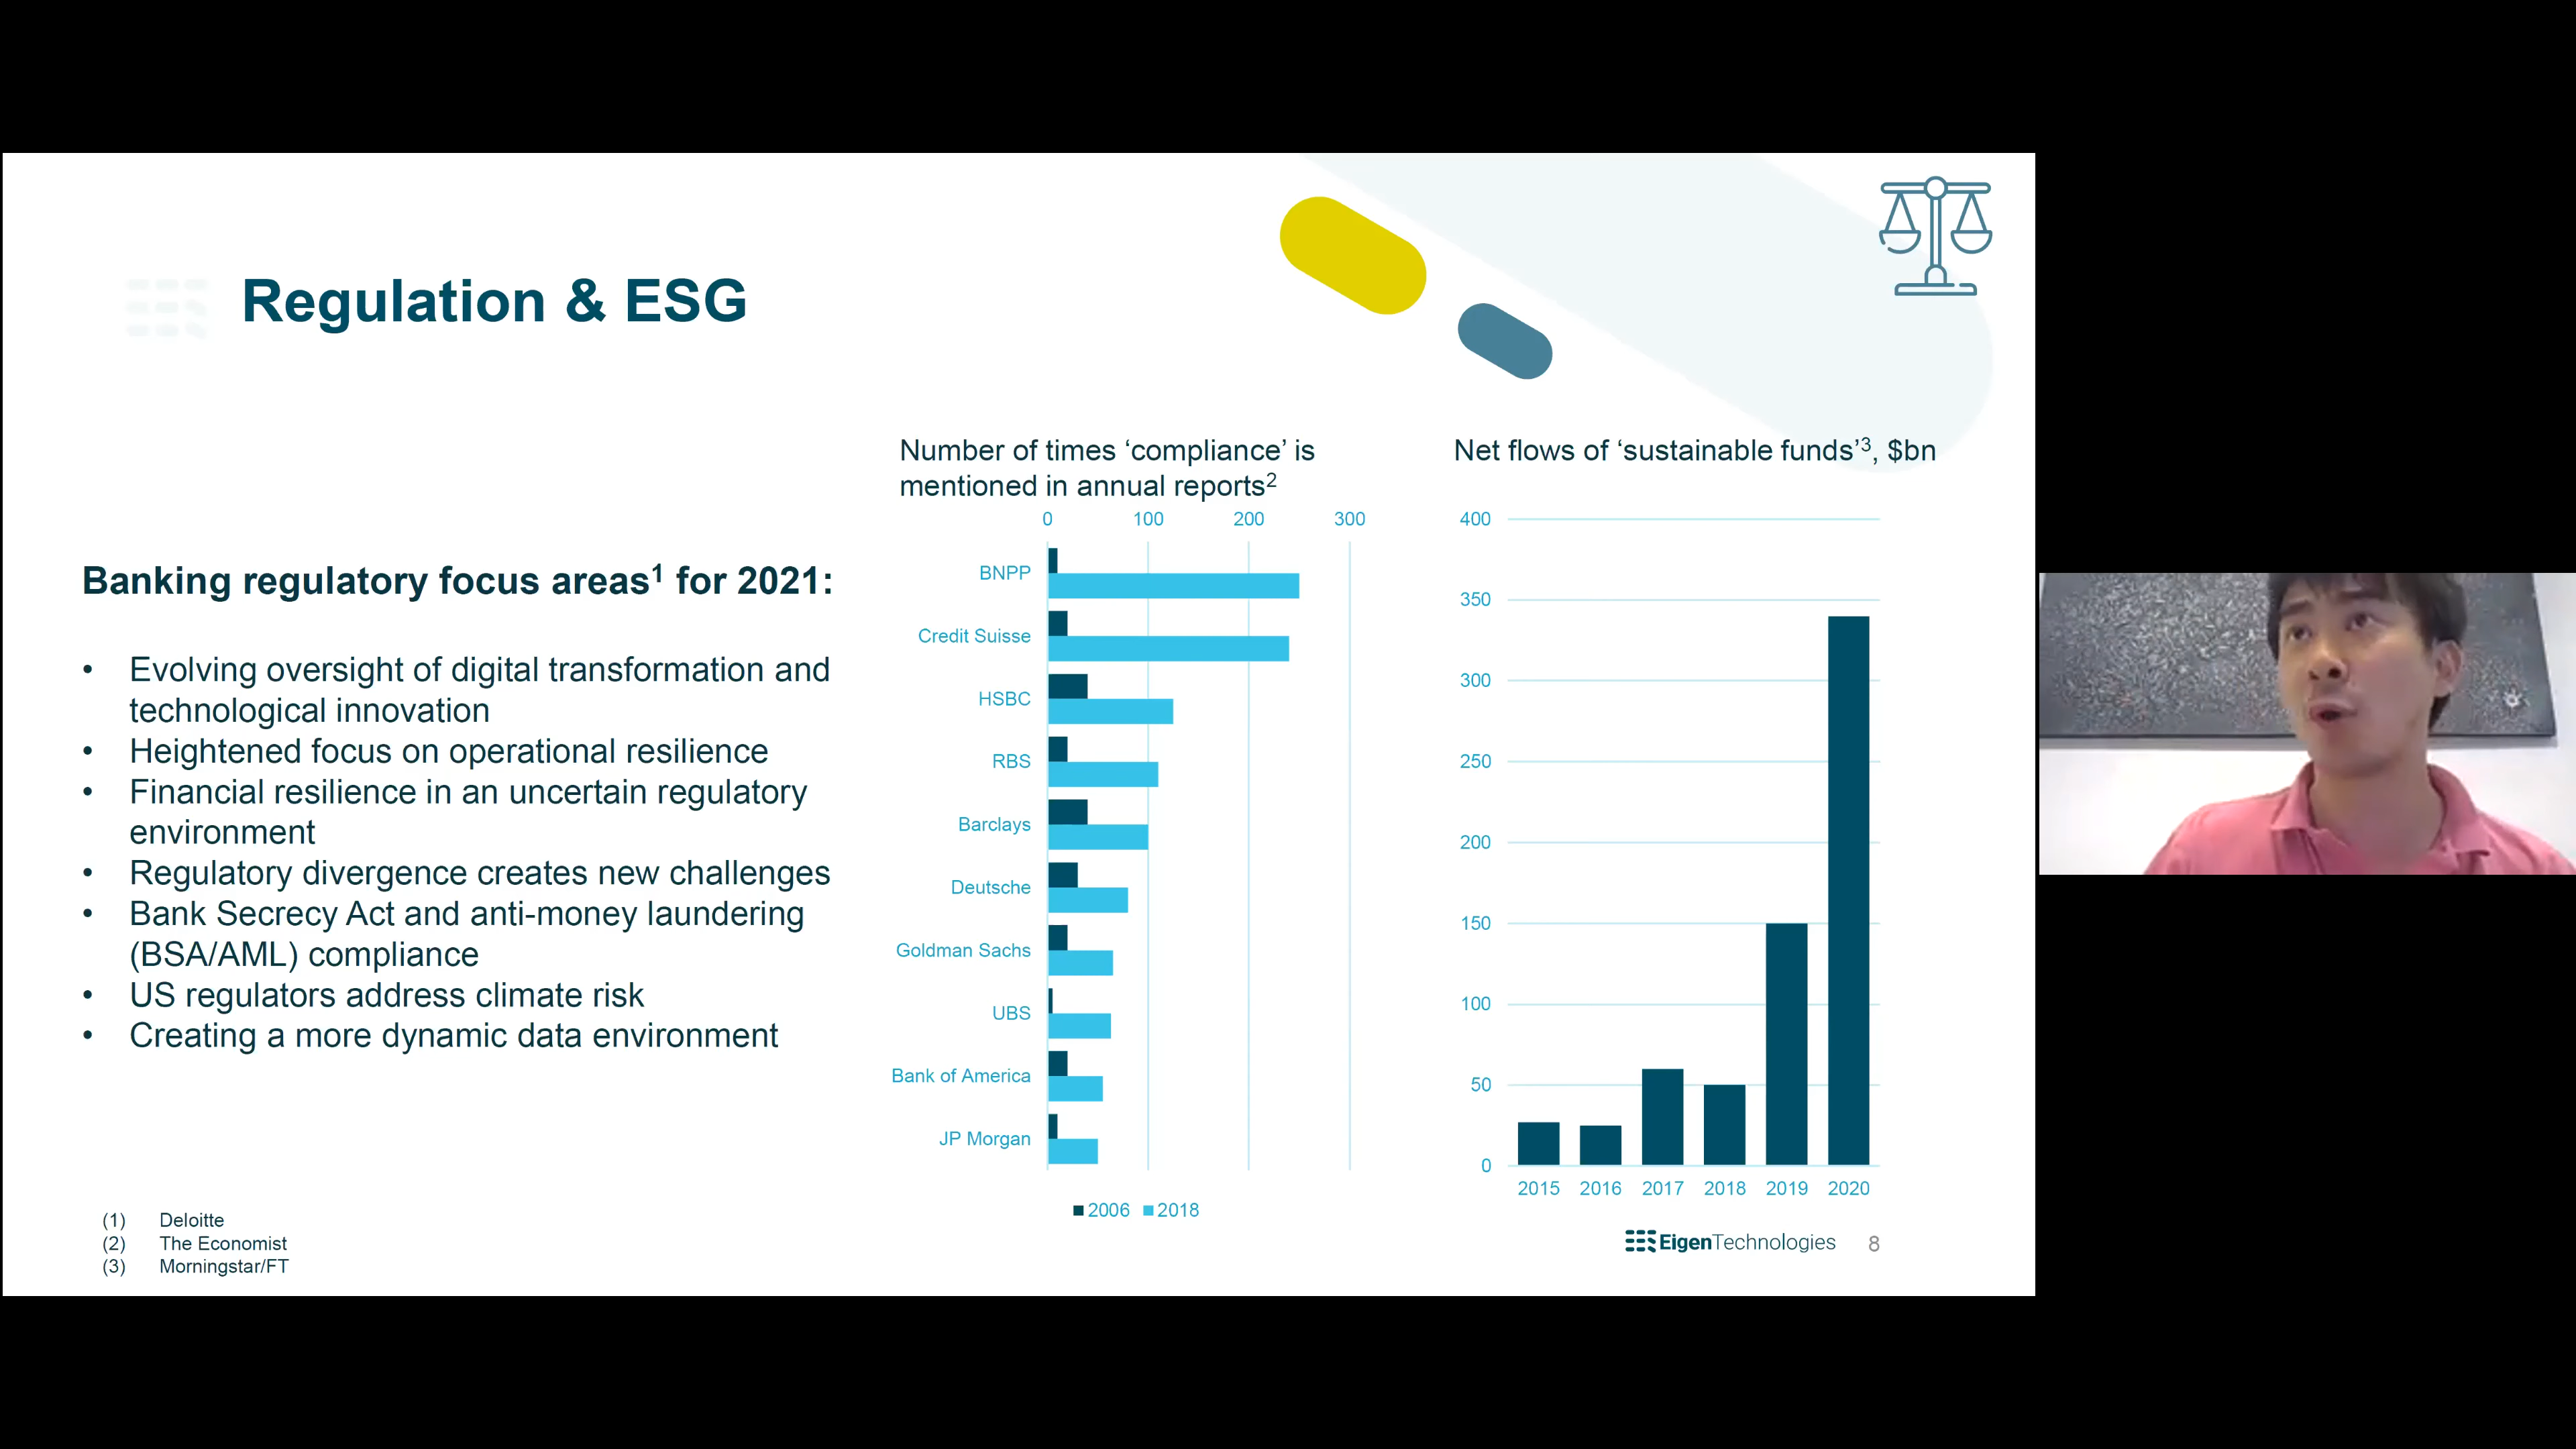 Regulation & ESG
Banking regulatory focus areas¹ for 2021:
• Evolving oversight of digital transformation and
technological innovation
• Heightened focus on operational resilience
• Financial resilience in an uncertain regulatory
environment
• Regulatory divergence creates new challenges
• Bank Secrecy Act and anti-money laundering
(BSA/AML) compliance
• US regulators address climate risk
• Creating a more dynamic data environment
Number of times ‘compliance’ is
mentioned in annual reports²
0 100 200 300
BNPP
Credit Suisse
HSBC
RBS
Barclays
Deutsche
Goldman Sachs
UBS
Bank of America
JP Morgan
2006 2018
Net flows of ‘sustainable funds’³, $bn
400
350
300
250
200
150
100
50
0
2015 2016 2017 2018 2019 2020
(1) Deloitte
(2) The Economist
(3) Morningstar/FT
EigenTechnologies 8